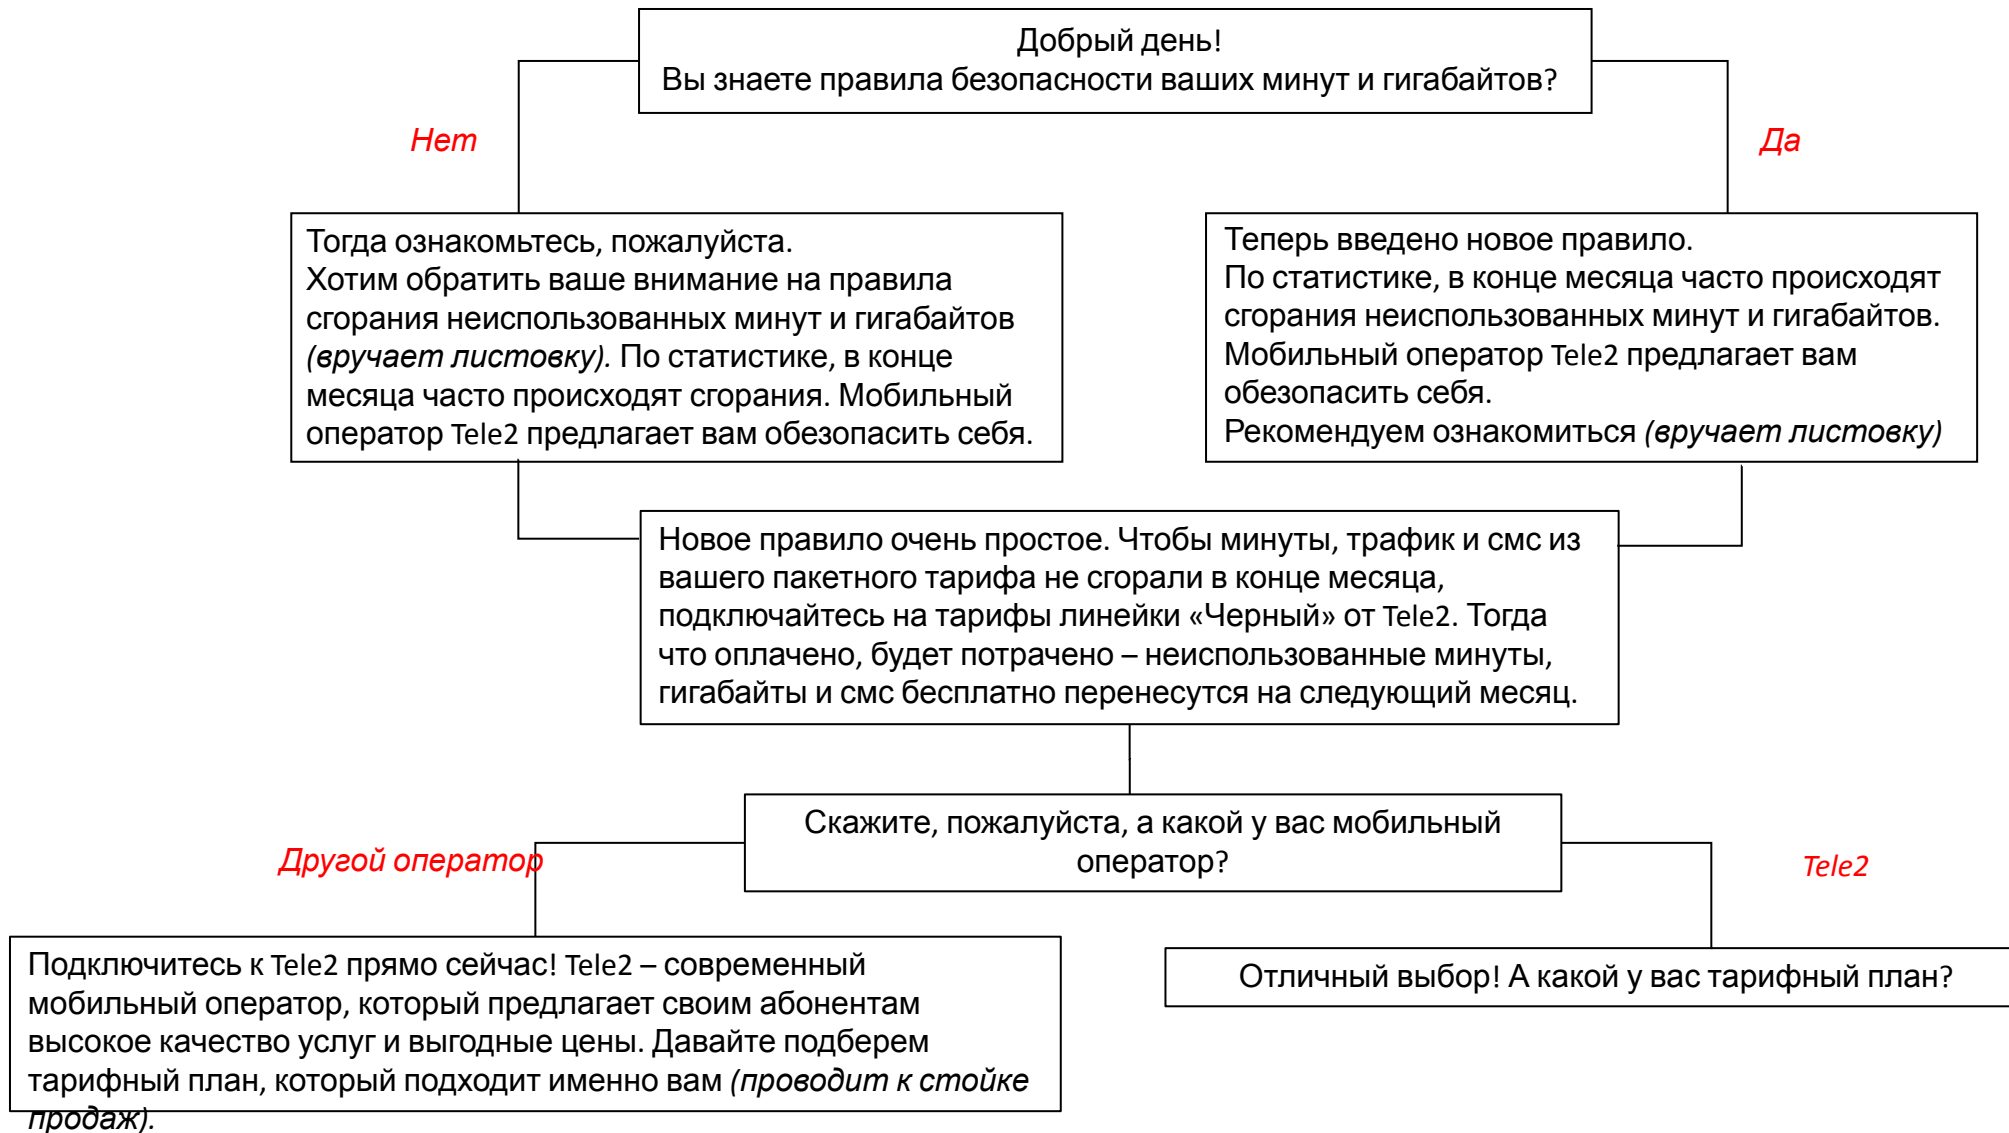 Добрый день!
Вы знаете правила безопасности ваших минут и гигабайтов?
Нет
Да
Тогда ознакомьтесь, пожалуйста.
Хотим обратить ваше внимание на правила
сгорания неиспользованных минут и гигабайтов
(вручает листовку). По статистике, в конце
месяца часто происходят сгорания. Мобильный
оператор Tele2 предлагает вам обезопасить себя.
Теперь введено новое правило.
По статистике, в конце месяца часто происходят
сгорания неиспользованных минут и гигабайтов.
Мобильный оператор Tele2 предлагает вам
обезопасить себя.
Рекомендуем ознакомиться (вручает листовку)
Новое правило очень простое. Чтобы минуты, трафик и смс из
вашего пакетного тарифа не сгорали в конце месяца,
подключайтесь на тарифы линейки «Черный» от Tele2. Тогда
что оплачено, будет потрачено – неиспользованные минуты,
гигабайты и смс бесплатно перенесутся на следующий месяц.
Скажите, пожалуйста, а какой у вас мобильный
оператор?
Другой оператор
Tele2
Подключитесь к Tele2 прямо сейчас! Tele2 – современный
мобильный оператор, который предлагает своим абонентам
высокое качество услуг и выгодные цены. Давайте подберем
тарифный план, который подходит именно вам (проводит к стойке
продаж).
Отличный выбор! А какой у вас тарифный план?